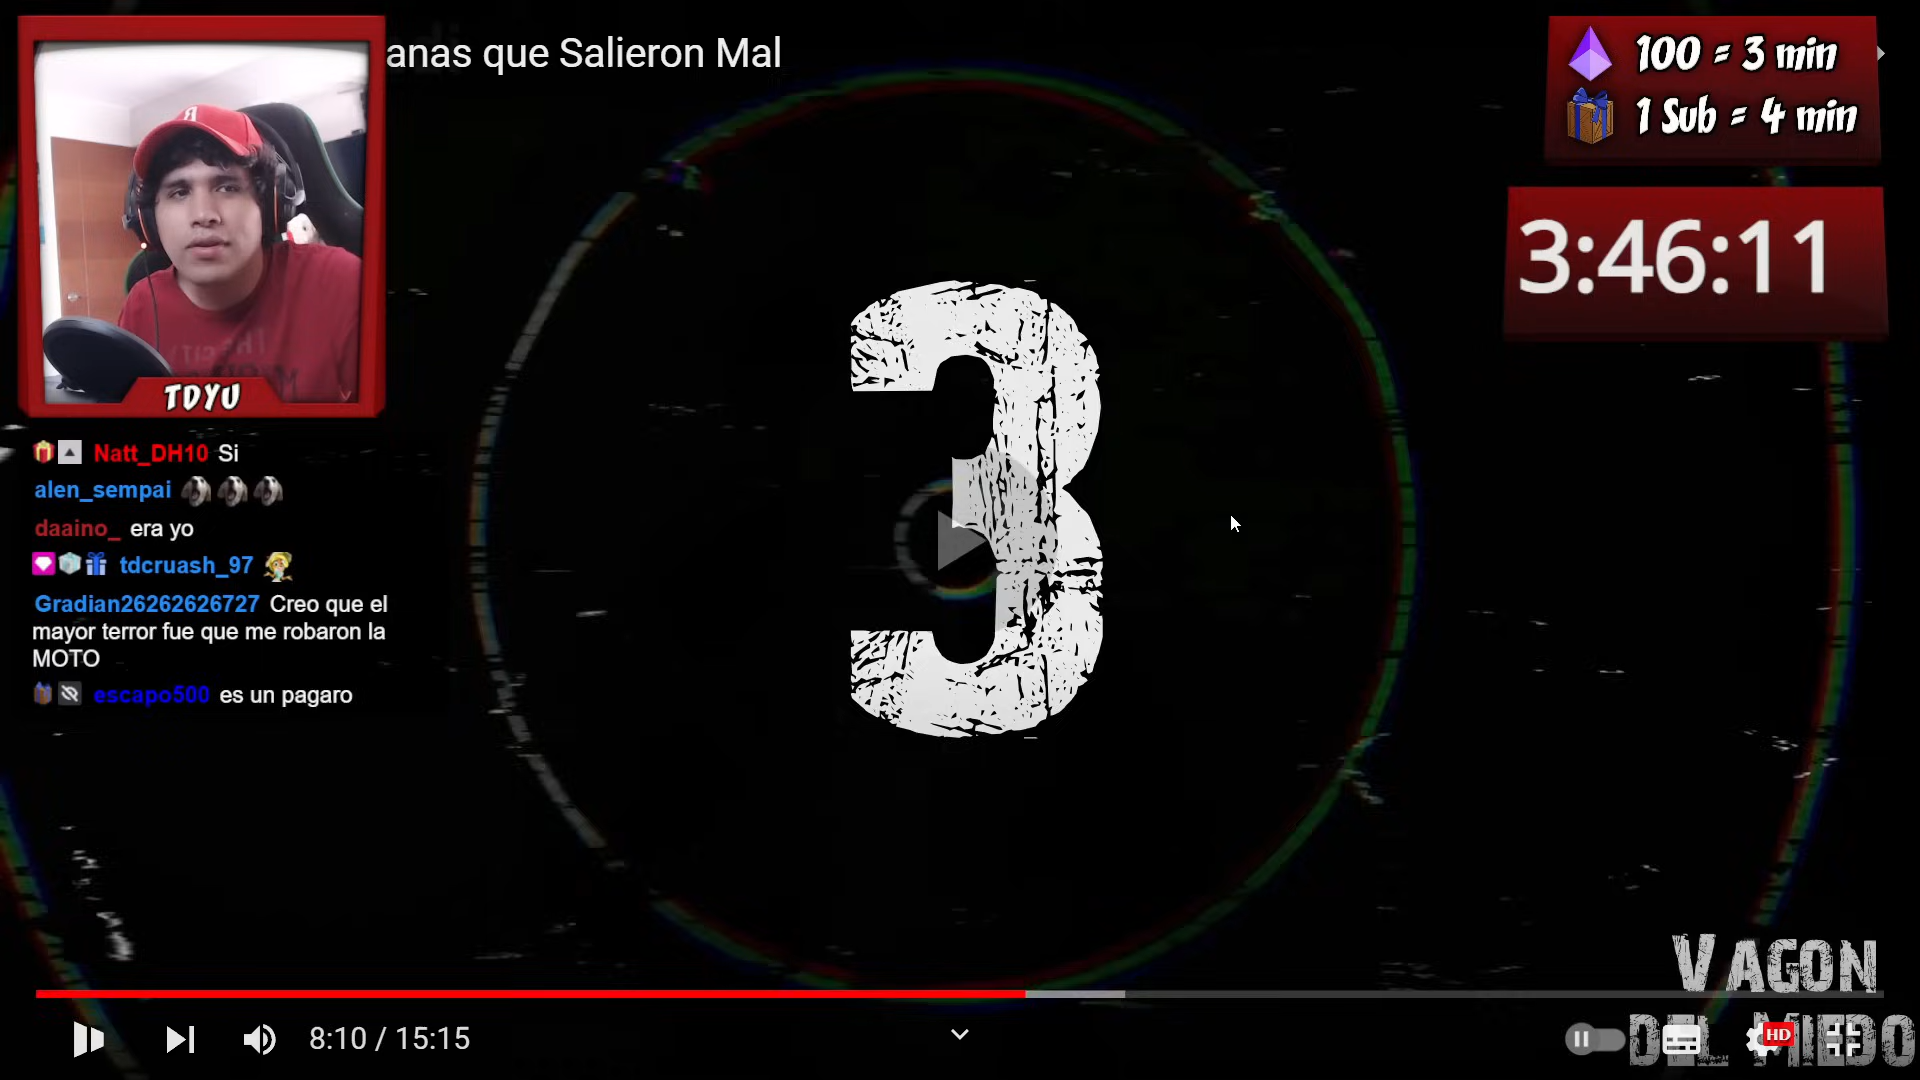 anas que Salieron Mal
100 = 3 min
1 Sub = 4 min
3:46:11
TDYU
Natt_DH10 Si
alen_sempai
daaino_ era yo
tdcruash_97
Gradian26262626727 Creo que el
mayor terror fue que me robaron la
MOTO
escapo500 es un pagaro
3
VAGON
DEL MIEDO
8:10 / 15:15
HD